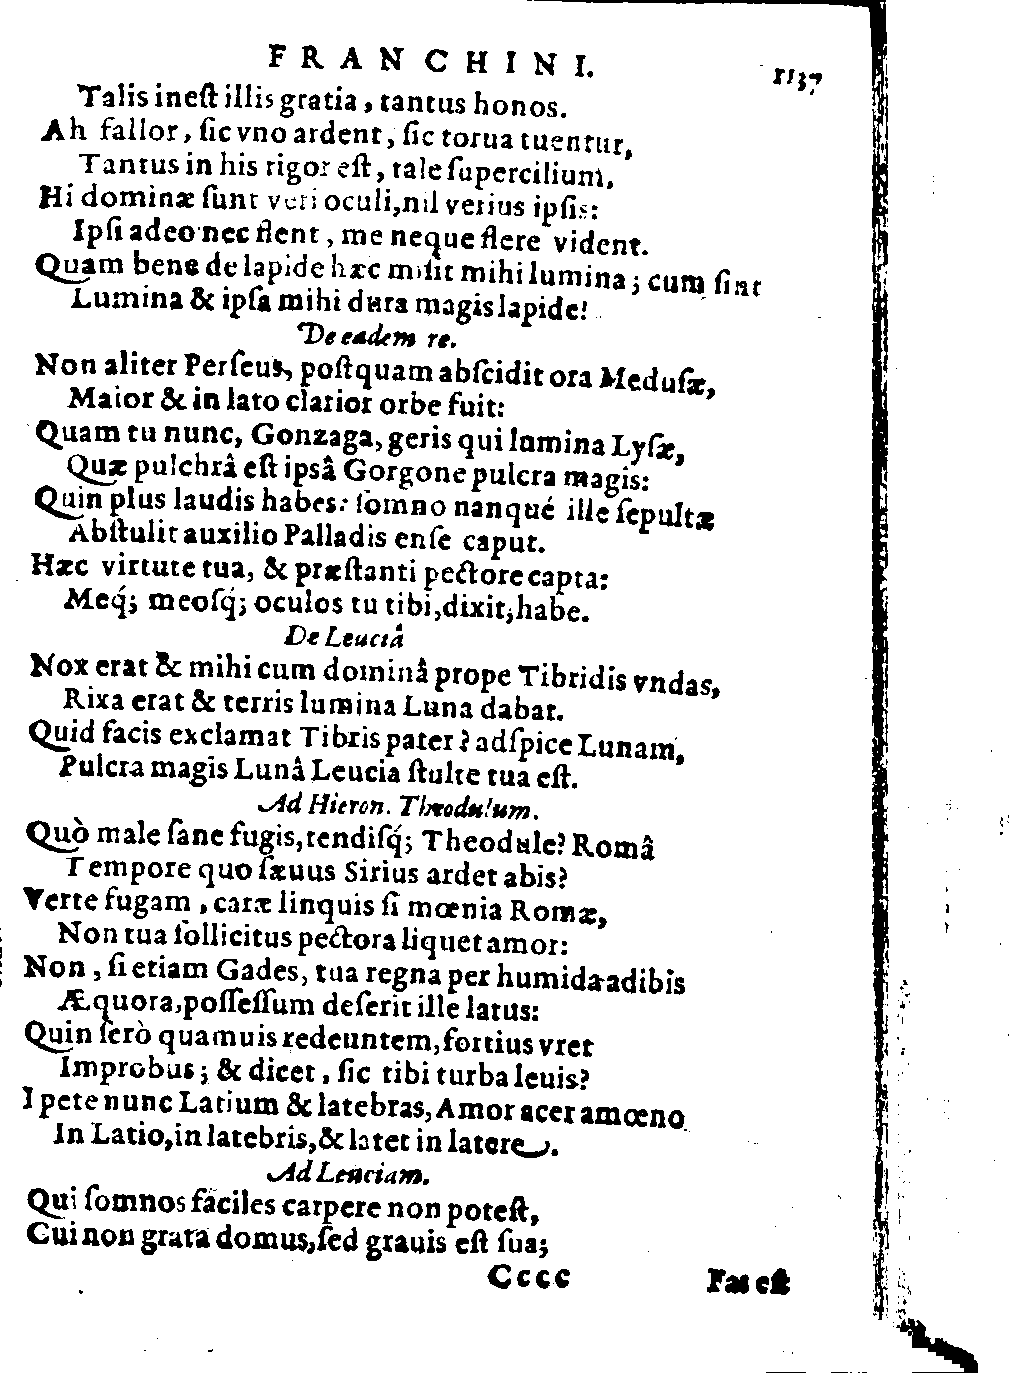 FRANCHINI. 1137
Talis ineſt illis gratia, tantus honos.
Ah fallor, ſic vno ardent, ſic torua tuentur,
Tantus in his rigor eſt, tale ſupercilium,
Hi dominæ ſunt veri oculi, nil verius ipſis:
Ipſi adeo nec flent, me neque flere vident.
Quam bene de lapide hæc miſit mihi lumina; cum ſint
Lumina & ipſa mihi dura magis lapide!
De eadem re.
Non aliter Perſeus, poſtquam abſcidit ora Meduſæ,
Maior & in lato clarior orbe fuit:
Quam tu nunc, Gonzaga, geris qui lumina Lyſæ,
Quæ pulchrâ eſt ipsâ Gorgone pulcra magis:
Quin plus laudis habes: ſomno nanqué ille ſepultæ
Abſtulit auxilio Palladis enſe caput.
Hæc virtute tua, & præſtanti pectore capta:
Meq́; meoſq́; oculos tu tibi, dixit, habe.
De Leuciâ
Nox erat & mihi cum dominâ prope Tibridis vndas,
Rixa erat & terris lumina Luna dabat.
Quid facis exclamat Tibris pater? adſpice Lunam,
Pulcra magis Lunâ Leucia ſtulte tua eſt.
Ad Hieron. Theodulum.
Quò male ſane fugis, tendiſq́; Theodule? Româ
Tempore quo ſæuus Sirius ardet abis?
Verte fugam, caræ linquis ſi mœnia Romæ,
Non tua ſollicitus pectora liquet amor:
Non, ſi etiam Gades, tua regna per humida adibis
Æquora, poſſeſſum deſerit ille latus:
Quin ſerò quamuis redeuntem, fortius vret
Improbus; & dicet, ſic tibi turba leuis?
I pete nunc Latium & latebras, Amor acer amœno
In Latio, in latebris, & latet in latere.
Ad Leuciam.
Qui ſomnos faciles carpere non poteſt,
Cui non grata domus, ſed grauis eſt ſua;
Cccc Fas eſt